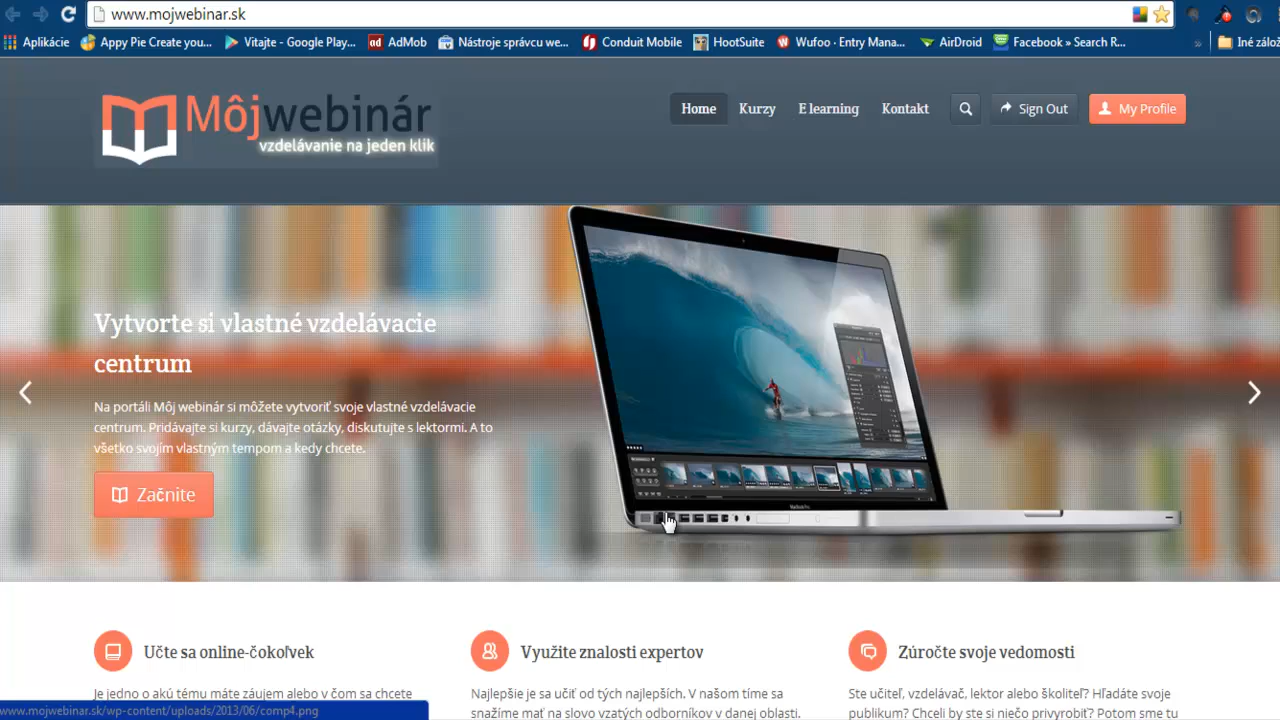 www.mojwebinar.sk
Aplikácie
Appy Pie Create you...
Vitajte - Google Play...
ad AdMob
Nástroje správcu we...
Conduit Mobile
HootSuite
W Wufoo · Entry Mana...
AirDroid
Facebook » Search R...
»
Iné zálož
Môjwebinár
vzdelávanie na jeden klik
Home
Kurzy
E learning
Kontakt
Sign Out
My Profile
Vytvorte si vlastné vzdelávacie
centrum
Na portáli Môj webinár si môžete vytvoriť svoje vlastné vzdelávacie
centrum. Pridávajte si kurzy, dávajte otázky, diskutujte s lektormi. A to
všetko svojím vlastným tempom a kedy chcete.
Začnite
Učte sa online-čokoľvek
Je jedno o akú tému máte záujem alebo v čom sa chcete
Využite znalosti expertov
Najlepšie je sa učiť od tých najlepších. V našom tíme sa
snažíme mať na slovo vzatých odborníkov v danej oblasti.
Zúročte svoje vedomosti
Ste učiteľ, vzdelávač, lektor alebo školiteľ? Hľadáte svoje
publikum? Chceli by ste si niečo privyrobiť? Potom sme tu
www.mojwebinar.sk/wp-content/uploads/2013/06/comp4.png